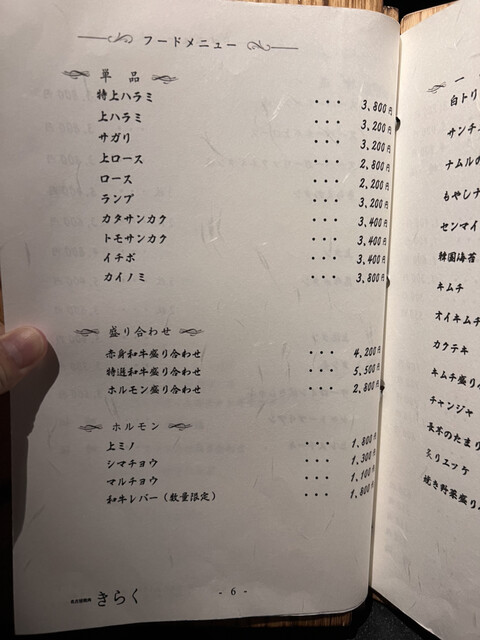 フードメニュー
単品
特上ハラミ ・・・ 3,800円
上ハラミ ・・・ 3,200円
サガリ ・・・ 3,200円
上ロース ・・・ 2,800円
ロース ・・・ 2,200円
ランプ ・・・ 3,200円
カタサンカク ・・・ 3,400円
トモサンカク ・・・ 3,400円
イチボ ・・・ 3,400円
カイノミ ・・・ 3,800円
盛り合わせ
赤身和牛盛り合わせ ・・・ 4,200円
特選和牛盛り合わせ ・・・ 5,500円
ホルモン盛り合わせ ・・・ 2,800円
ホルモン
上ミノ ・・・ 1,800円
シマチョウ ・・・ 1,300円
マルチョウ ・・・ 1,100円
和牛レバー（数量限定） ・・・ 1,800円
きらく
- 6 -
一
白トリ
サンチ
ナムルの
もやしナ
センマイ
韓国海苔
キムチ
オイキムチ
カクテキ
キムチ盛り
チャンジャ
長芋のたまり
焼き野菜盛り